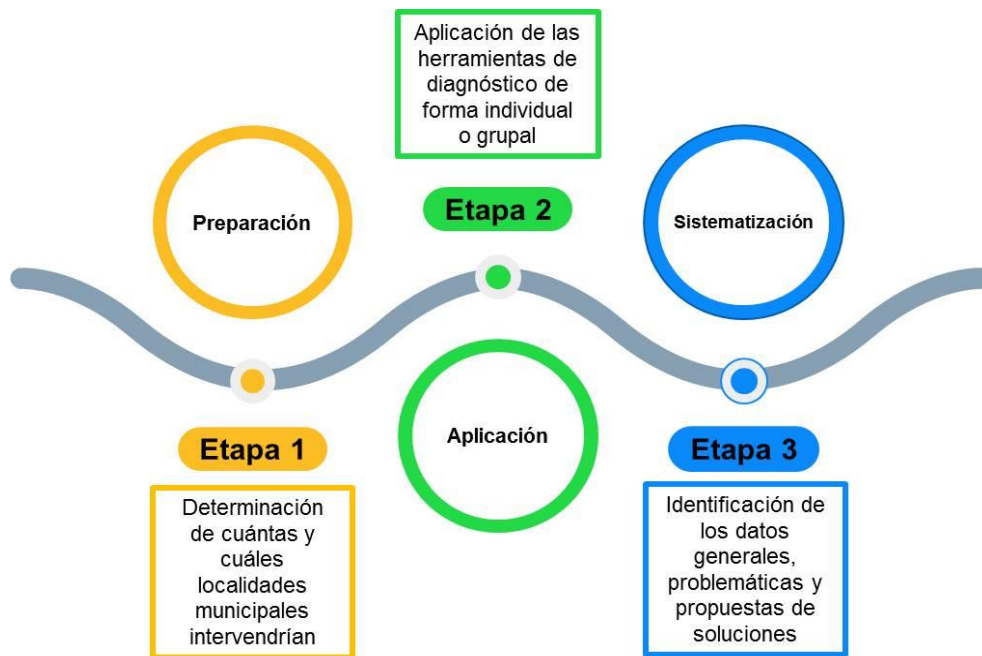 Preparación
Etapa 1
Determinación
de cuántas y
cuáles
localidades
municipales
intervendrían
Aplicación de las
herramientas de
diagnóstico de
forma individual
o grupal
Etapa 2
Aplicación
Sistematización
Etapa 3
Identificación de
los datos
generales,
problemáticas y
propuestas de
soluciones